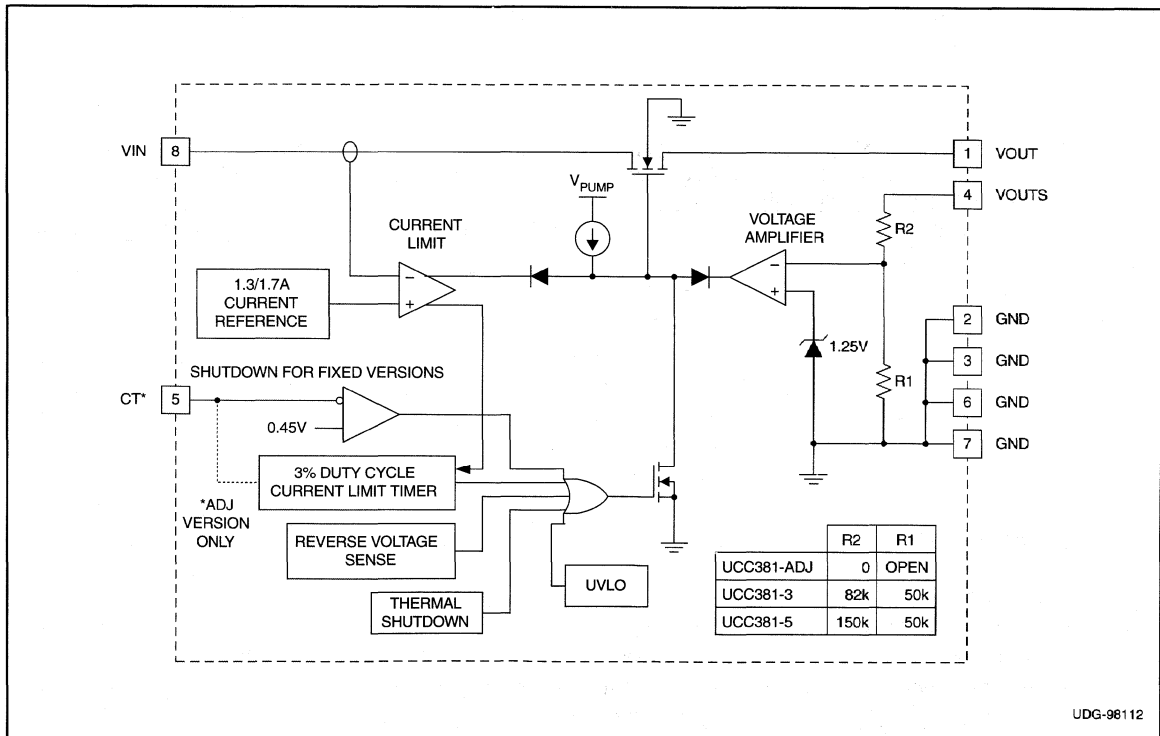 VIN
8
1
VOUT
4
VOUTS
V PUMP
CURRENT
LIMIT
VOLTAGE
AMPLIFIER
R2
−
+
−
+
1.3/1.7A
CURRENT
REFERENCE
2
GND
1.25V
3
GND
R1
SHUTDOWN FOR FIXED VERSIONS
CT*
5
6
GND
0.45V
7
GND
3% DUTY CYCLE
CURRENT LIMIT TIMER
*ADJ
VERSION
ONLY
REVERSE VOLTAGE
SENSE
UVLO
THERMAL
SHUTDOWN
R2 R1
UCC381-ADJ 0 OPEN
UCC381-3 82k 50k
UCC381-5 150k 50k
UDG-98112